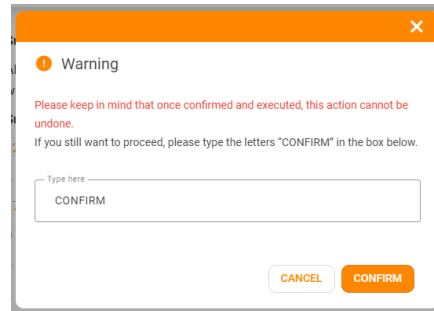 Warning
Please keep in mind that once confirmed and executed, this action cannot be
undone.
If you still want to proceed, please type the letters “CONFIRM” in the box below.
Type here
CONFIRM
CANCEL CONFIRM